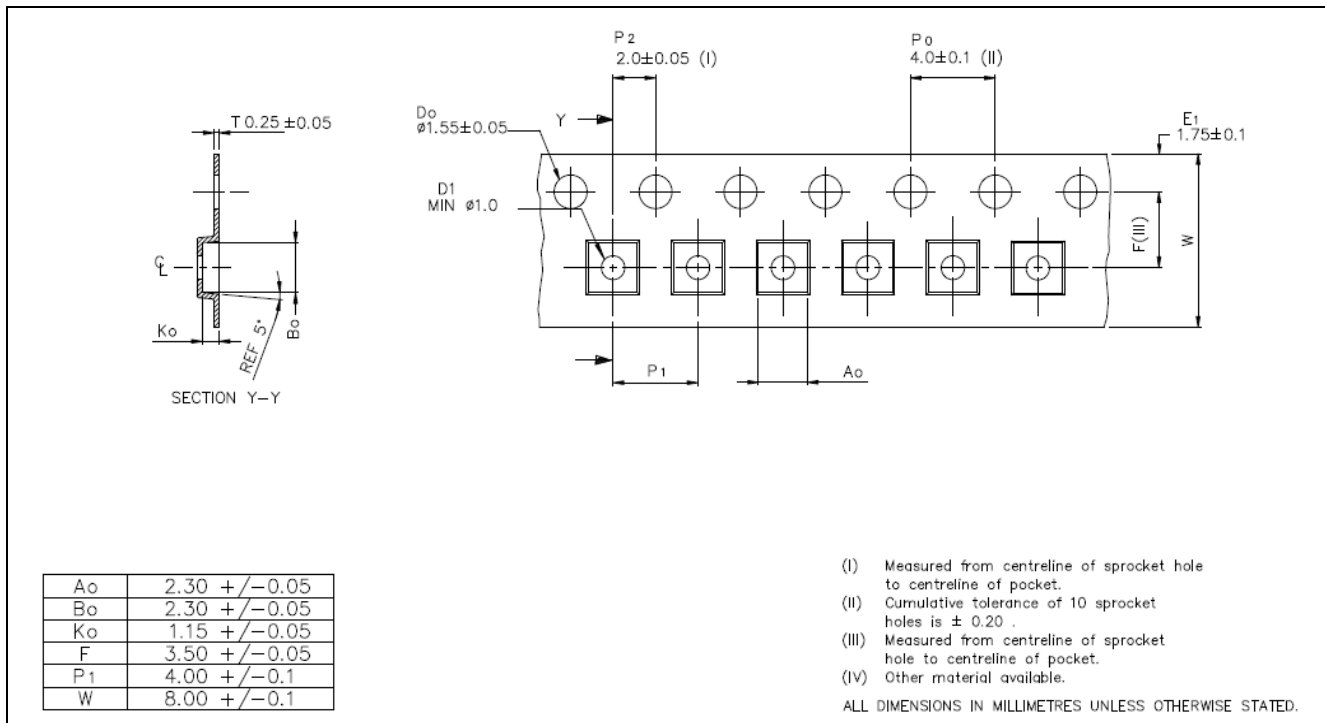 P2
2.0±0.05 (I)
Po
4.0±0.1 (II)
T 0.25±0.05
Do
ø1.55±0.05
Y
E1
1.75±0.1
D1
MIN ø1.0
F(III)
W
℄
Ko
REF 5°
Bo
P1
Ao
SECTION Y-Y
Ao 2.30 +/-0.05
Bo 2.30 +/-0.05
Ko 1.15 +/-0.05
F 3.50 +/-0.05
P1 4.00 +/-0.1
W 8.00 +/-0.1
(I) Measured from centreline of sprocket hole
to centreline of pocket.
(II) Cumulative tolerance of 10 sprocket
holes is ± 0.20 .
(III) Measured from centreline of sprocket
hole to centreline of pocket.
(IV) Other material available.
ALL DIMENSIONS IN MILLIMETRES UNLESS OTHERWISE STATED.